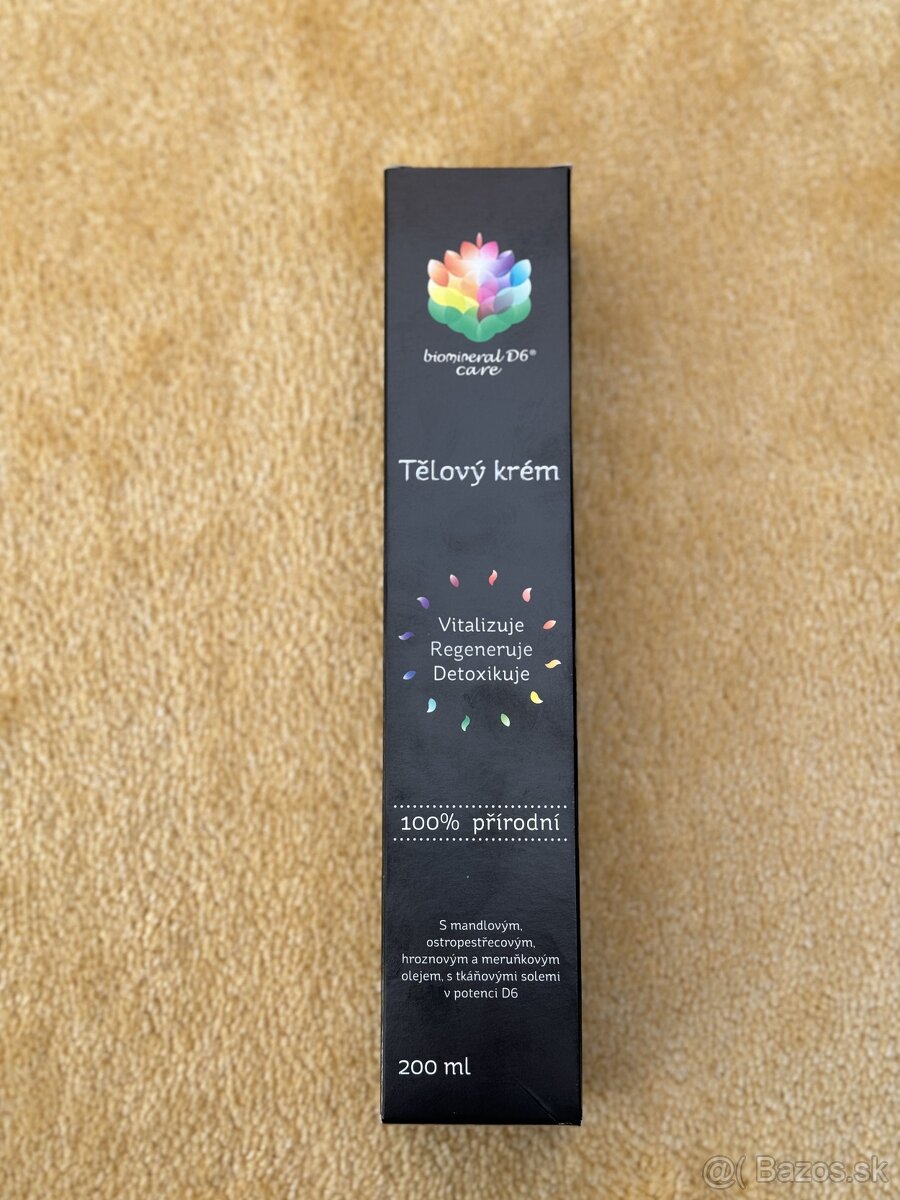 biomineral D6®
care
Tělový krém
Vitalizuje
Regeneruje
Detoxikuje
100% přírodní
S mandlovým,
ostropestřecovým,
hroznovým a meruňkovým
olejem, s tkáňovými solemi
v potenci D6
200 ml
@( Bazos.sk